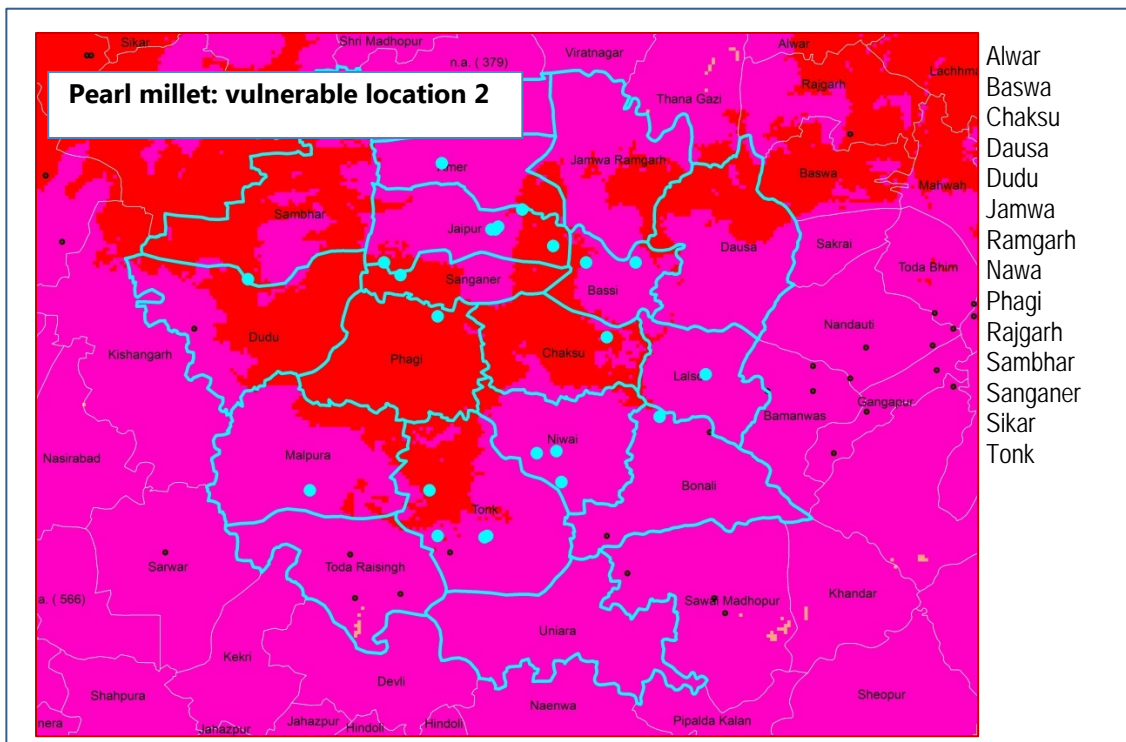 Sikar
Shri Madhopur
Viratnagar
Alwar
n.a. ( 379)
Lachhma
Rajgarh
Pearl millet: vulnerable location 2
Thana Gazi
Jamwa Ramgarh
Baswa
Mahwah
Sambhar
Jaipur
Dausa
Sakrai
Toda Bhim
Sanganer
Bassi
Nandauti
Dudu
Kishangarh
Phagi
Chaksu
Gangapur
Bamanwas
Niwai
Malpura
Nasirabad
Bonali
Tonk
Sarwar
Toda Raisingh
Khandar
a. ( 566)
Sawai Madhopur
Uniara
Kekri
Devli
Shahpura
Sheopur
Naenwa
nera
Jahazpur
Jahazpur
Hindoli
Hindoli
Pipalda Kalan
Alwar
Baswa
Chaksu
Dausa
Dudu
Jamwa
Ramgarh
Nawa
Phagi
Rajgarh
Sambhar
Sanganer
Sikar
Tonk